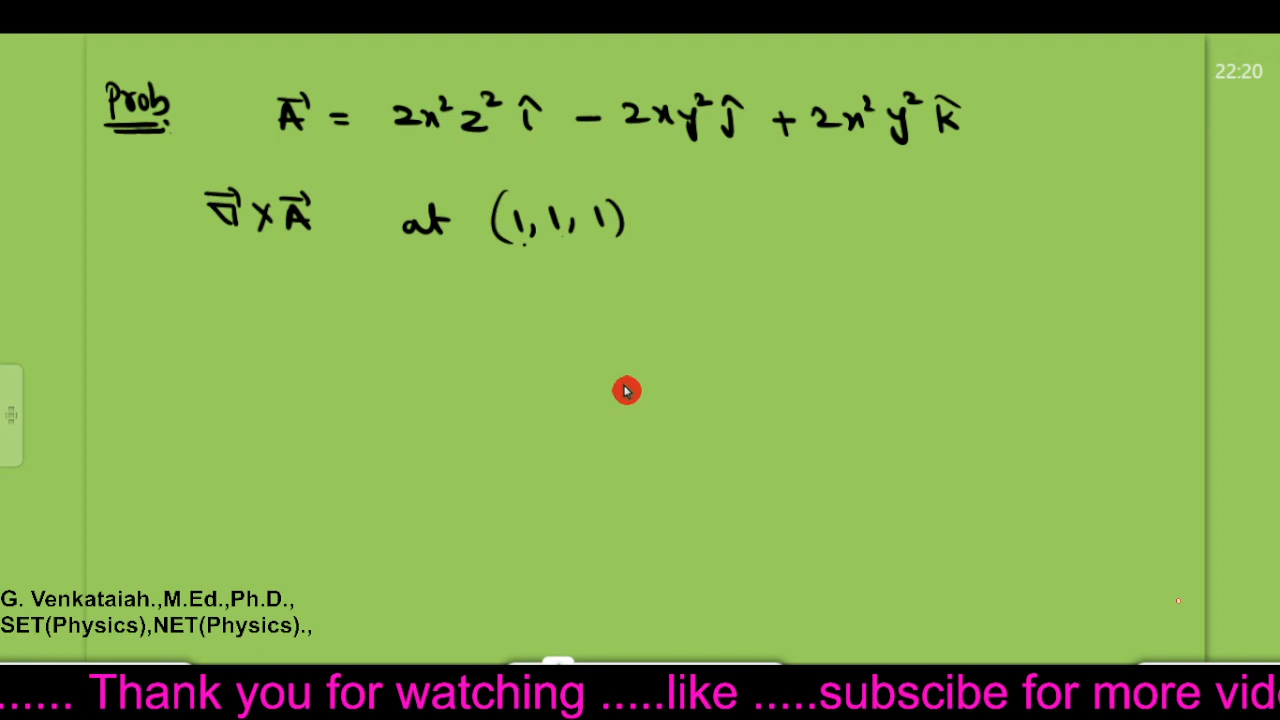 22:20
Prob. A⃗ = 2x²z² î − 2xy² ĵ + 2x²y² k̂
∇⃗ × A⃗ at (1, 1, 1)
G. Venkataiah.,M.Ed.,Ph.D.,
SET(Physics),NET(Physics).,
...... Thank you for watching .....like .....subscibe for more vid